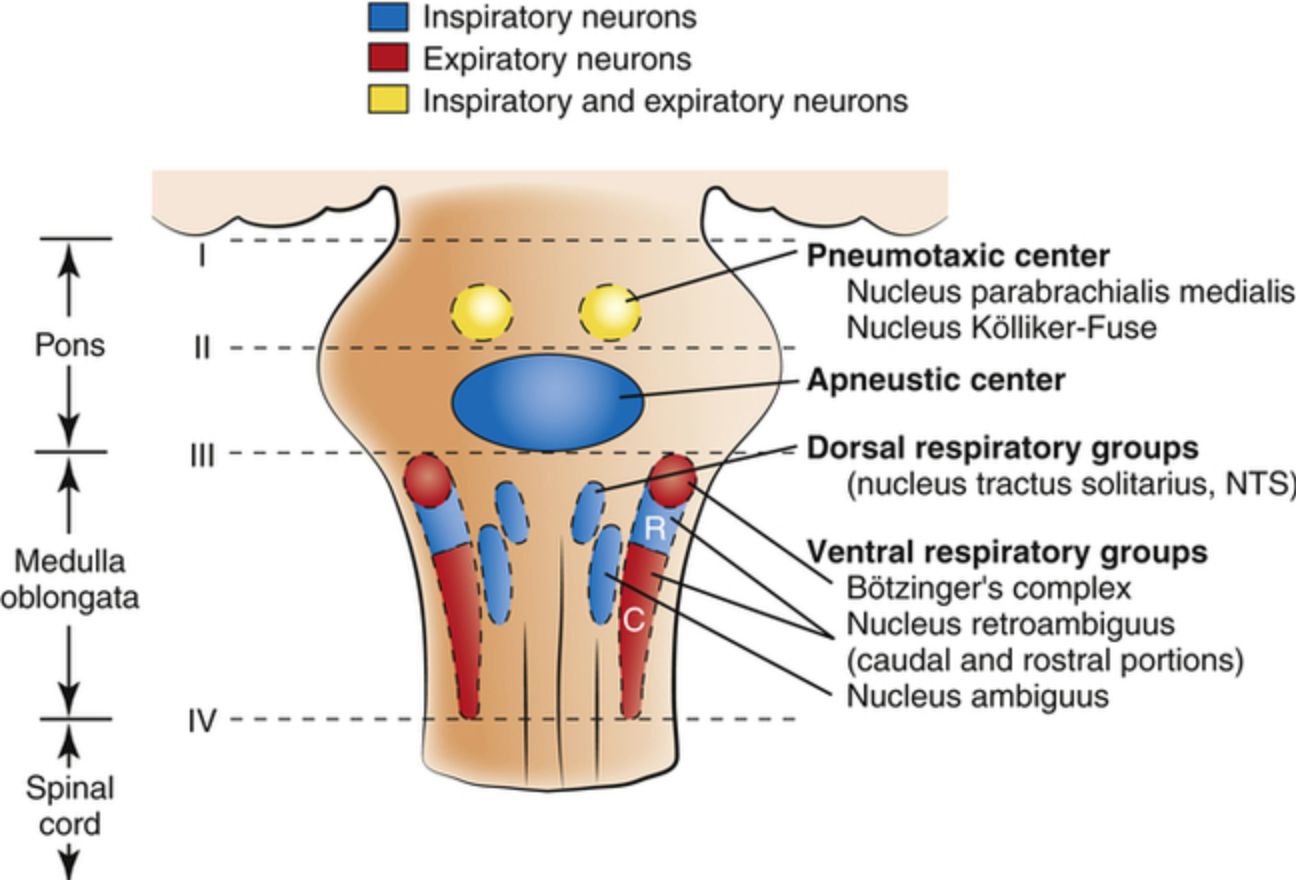 Inspiratory neurons
Expiratory neurons
Inspiratory and expiratory neurons
I
Pneumotaxic center
Nucleus parabrachialis medialis
Nucleus Kölliker-Fuse
Pons
II
Apneustic center
III
Dorsal respiratory groups
(nucleus tractus solitarius, NTS)
R
Ventral respiratory groups
Medulla
oblongata
Bötzinger's complex
C
Nucleus retroambiguus
(caudal and rostral portions)
Nucleus ambiguus
IV
Spinal
cord